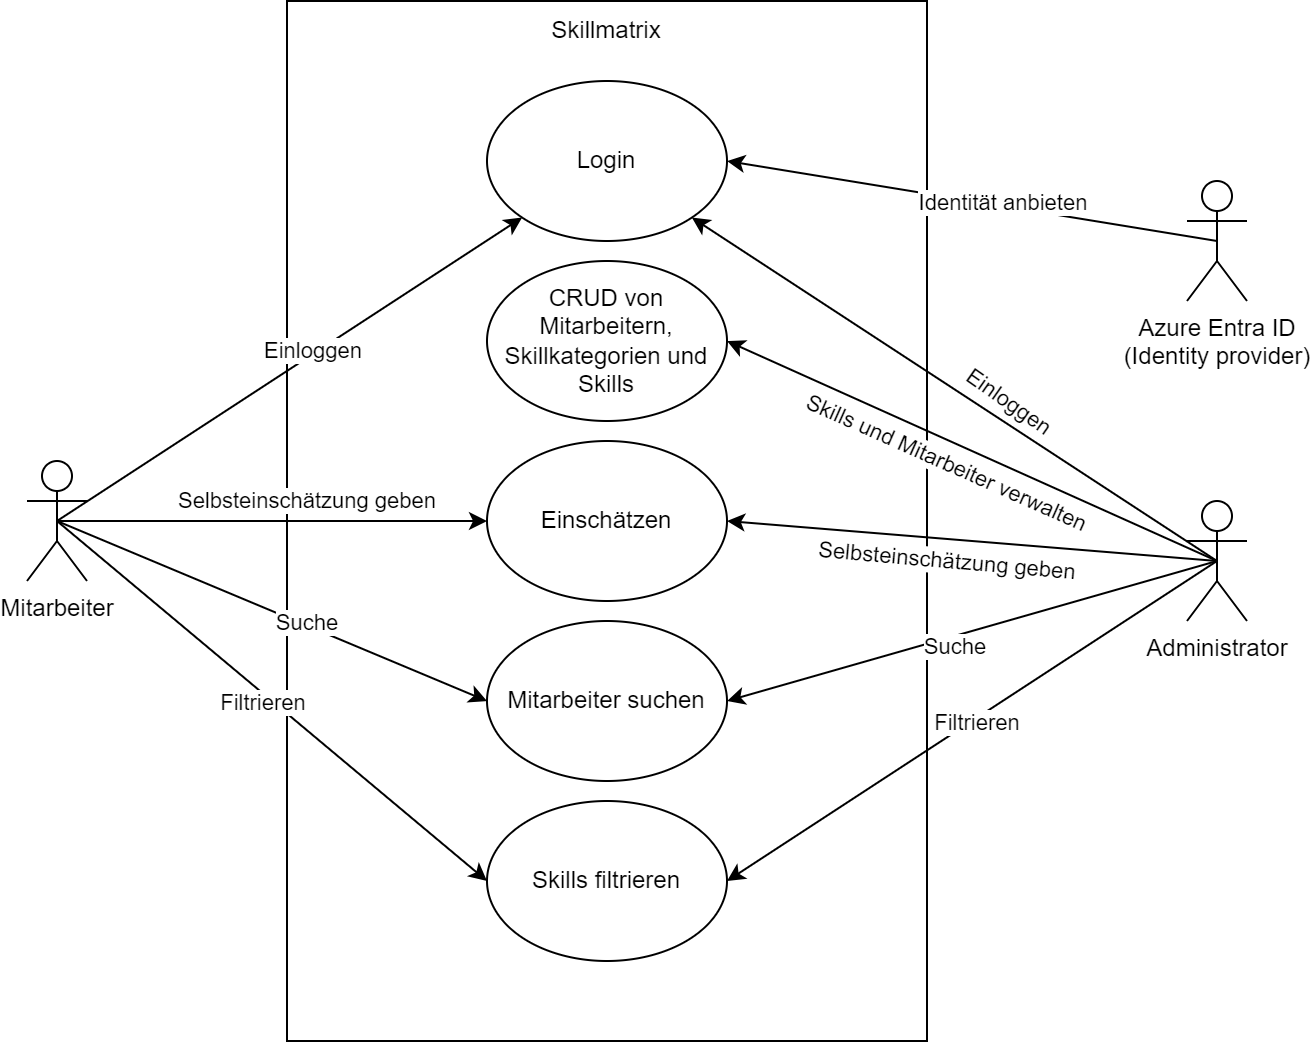 Skillmatrix
Login
Identität anbieten
Azure Entra ID
(Identity provider)
CRUD von
Mitarbeitern,
Skillkategorien und
Skills
Einloggen
Einloggen
Skills und Mitarbeiter verwalten
Selbsteinschätzung geben
Einschätzen
Selbsteinschätzung geben
Mitarbeiter
Administrator
Suche
Suche
Mitarbeiter suchen
Filtrieren
Filtrieren
Skills filtrieren